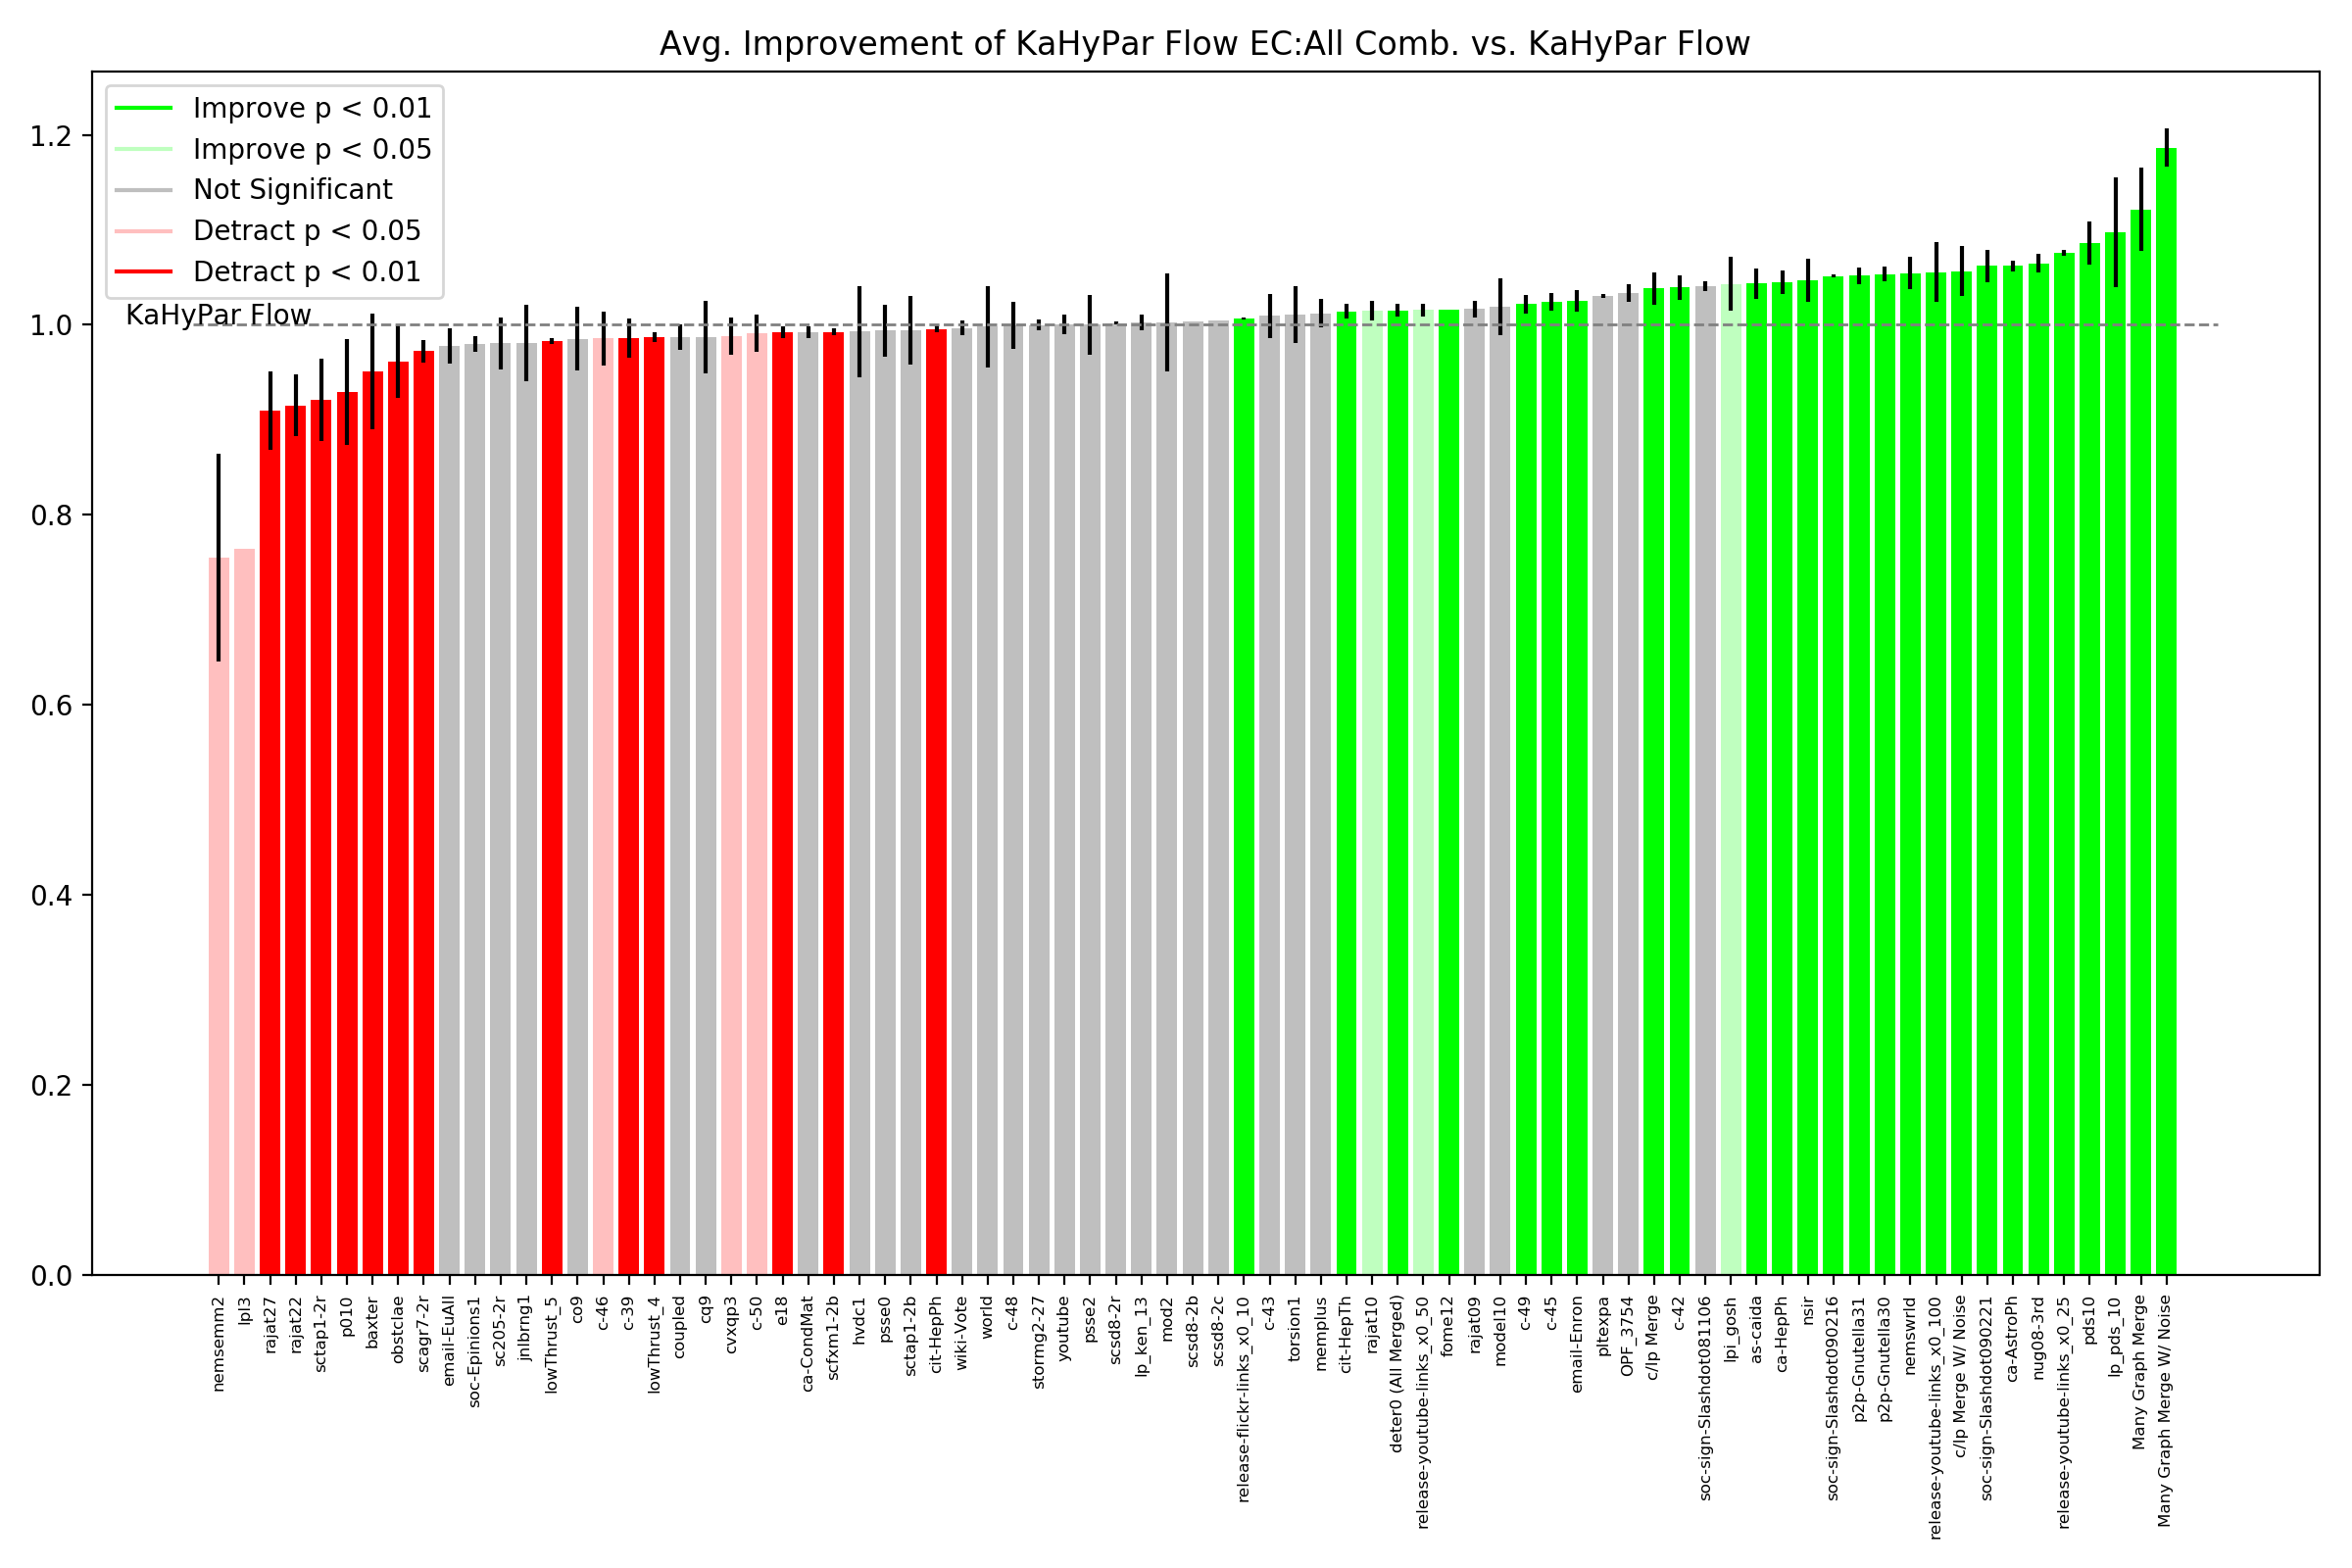 Avg. Improvement of KaHyPar Flow EC:All Comb. vs. KaHyPar Flow
Improve p < 0.01
Improve p < 0.05
Not Significant
Detract p < 0.05
Detract p < 0.01
KaHyPar Flow
1.2
1.0
0.8
0.6
0.4
0.2
0.0
nemsemm2
lpl3
rajat27
rajat22
sctap1-2r
p010
baxter
obstclae
scagr7-2r
email-EuAll
soc-Epinions1
sc205-2r
jnlbrng1
lowThrust_5
co9
c-46
c-39
lowThrust_4
coupled
cq9
cvxqp3
c-50
e18
ca-CondMat
scfxm1-2b
hvdc1
psse0
sctap1-2b
cit-HepPh
wiki-Vote
world
c-48
stormg2-27
youtube
psse2
scsd8-2r
lp_ken_13
mod2
scsd8-2b
scsd8-2c
release-flickr-links_x0_10
c-43
torsion1
memplus
cit-HepTh
rajat10
deter0 (All Merged)
release-youtube-links_x0_50
fome12
rajat09
model10
c-49
c-45
email-Enron
pltexpa
OPF_3754
c/lp Merge
c-42
soc-sign-Slashdot081106
lpi_gosh
as-caida
ca-HepPh
nsir
soc-sign-Slashdot090216
p2p-Gnutella31
p2p-Gnutella30
nemswrld
release-youtube-links_x0_100
c/lp Merge W/ Noise
soc-sign-Slashdot090221
ca-AstroPh
nug08-3rd
release-youtube-links_x0_25
pds10
lp_pds_10
Many Graph Merge
Many Graph Merge W/ Noise